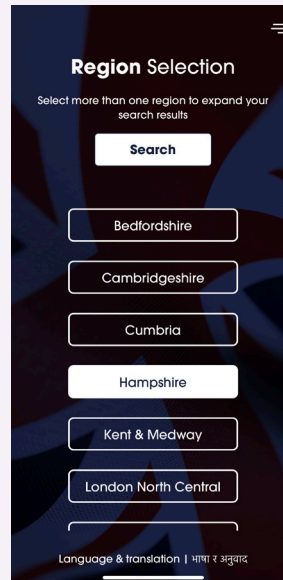 Region Selection
Select more than one region to expand your
search results
Search
Bedfordshire
Cambridgeshire
Cumbria
Hampshire
Kent & Medway
London North Central
Language & translation | भाषा र अनुवाद